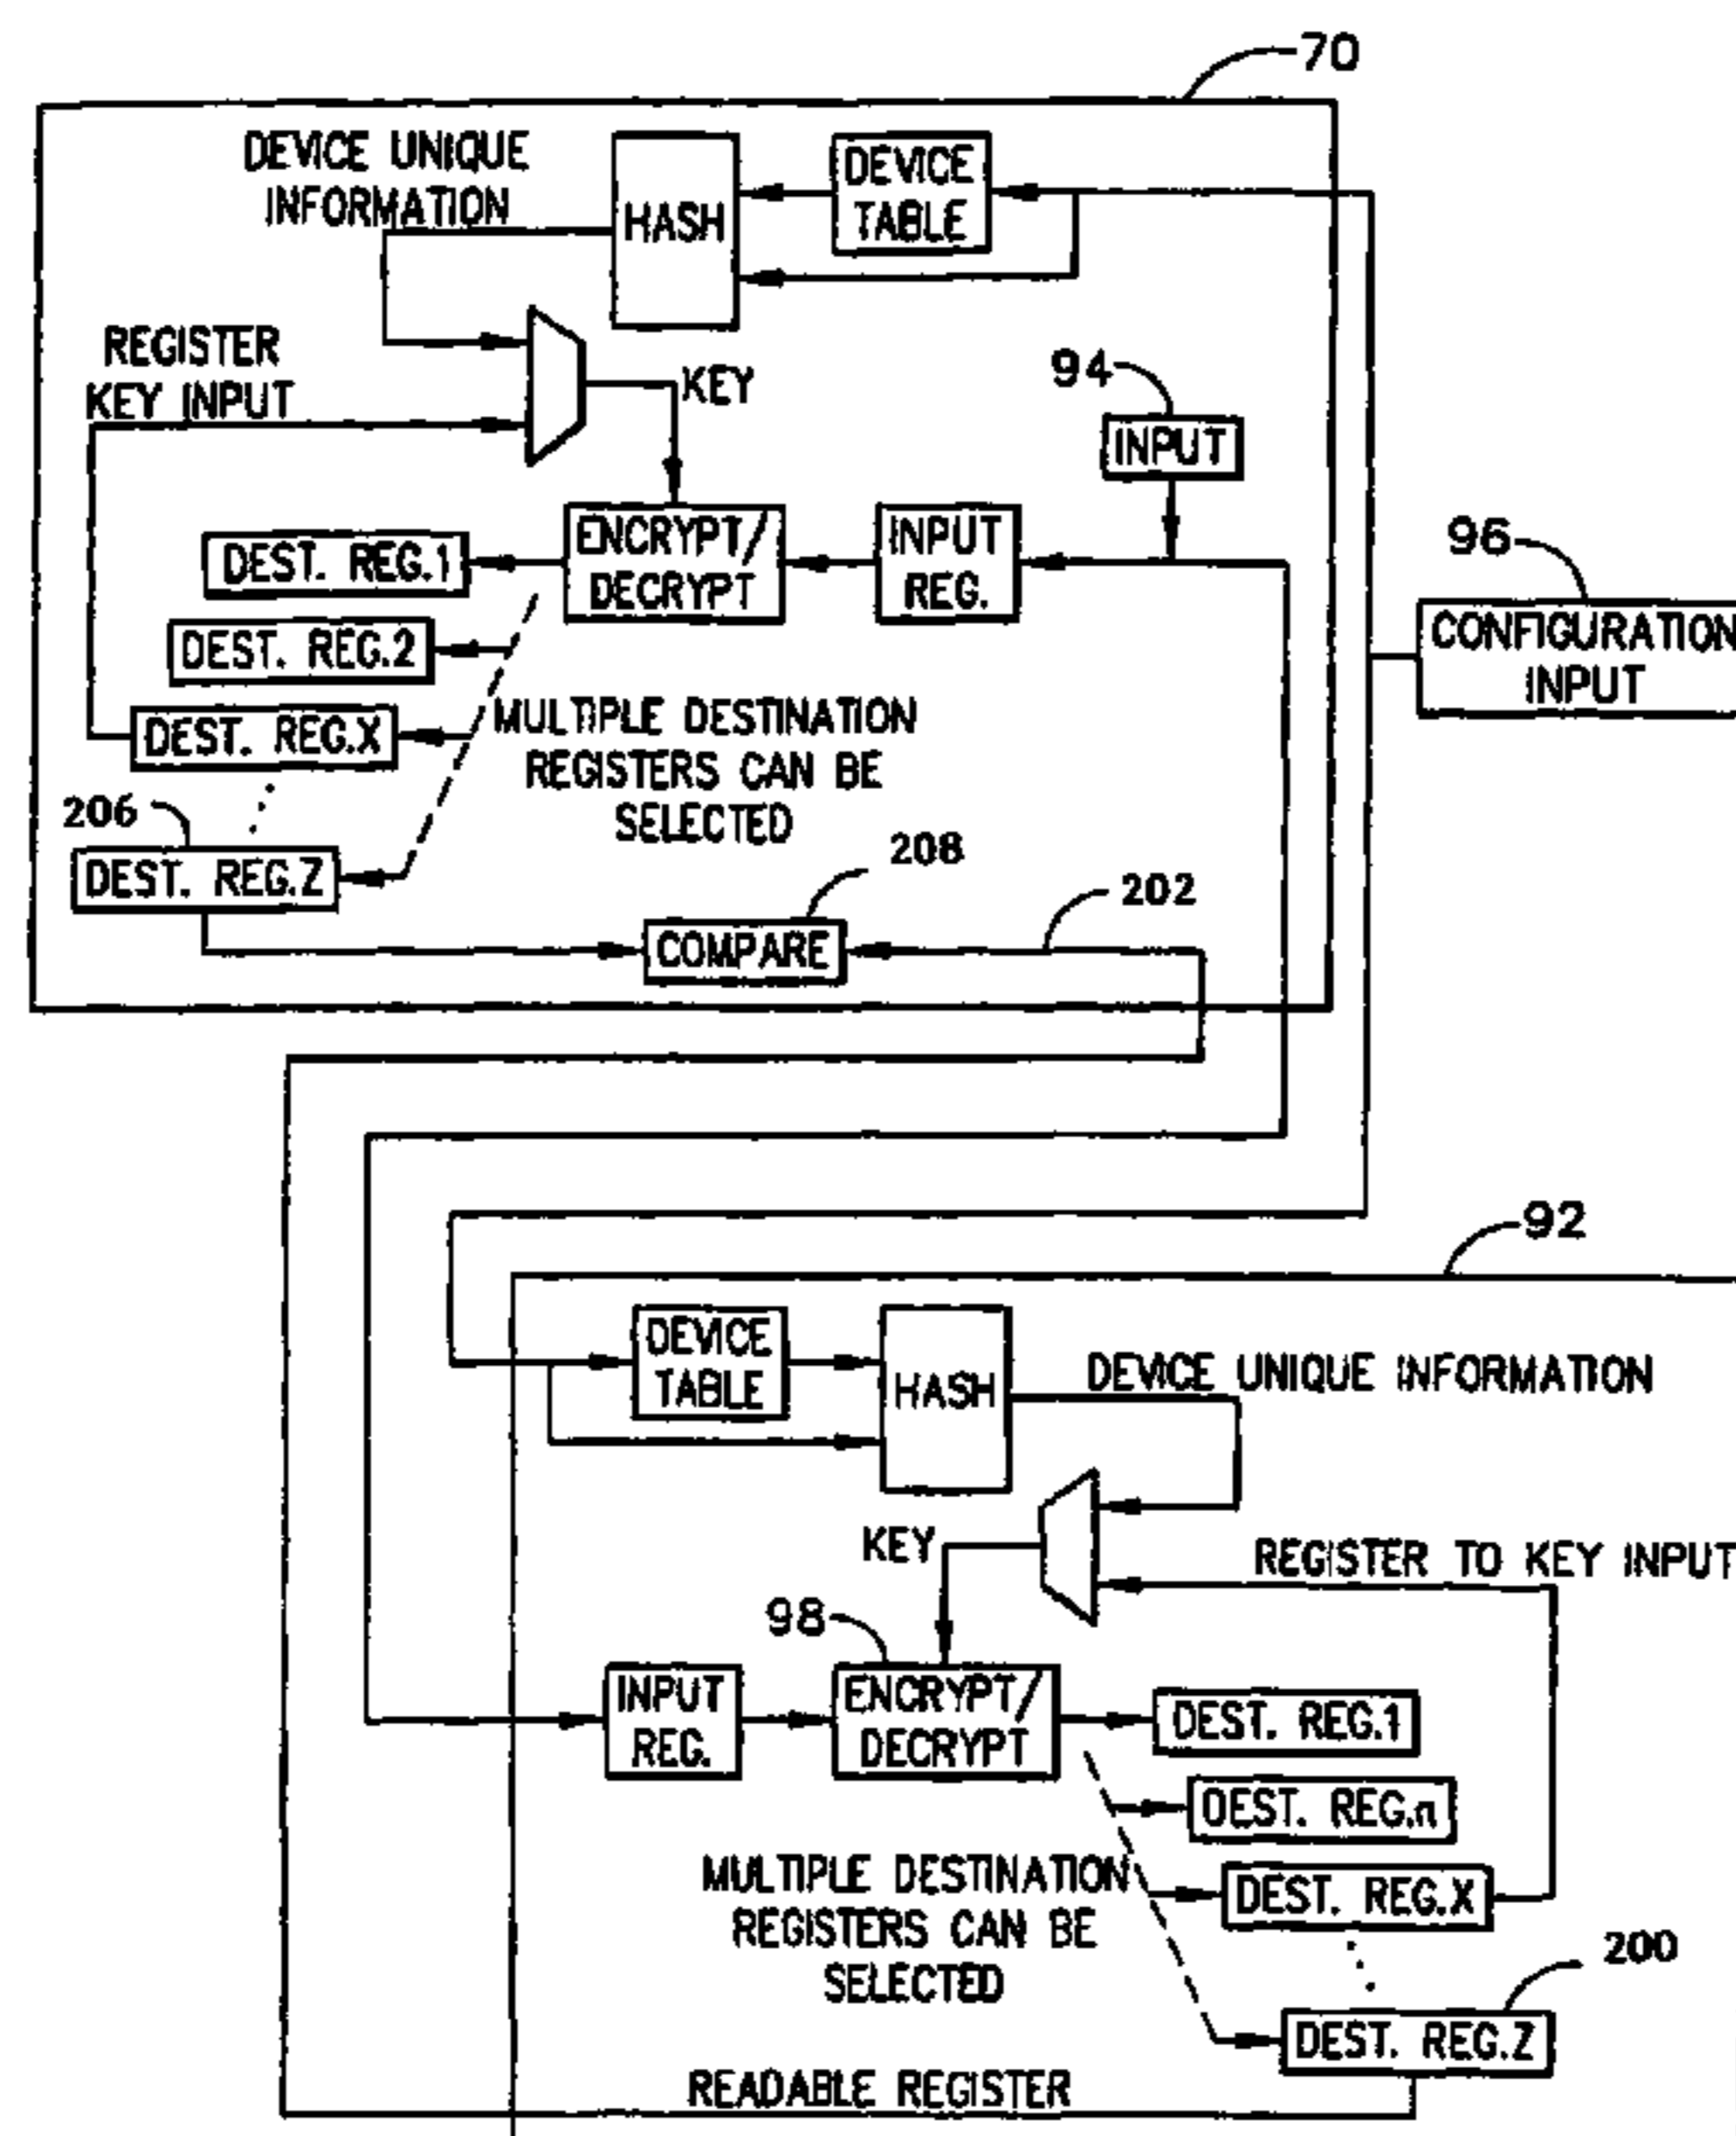 70
DEVICE UNIQUE
INFORMATION
HASH
DEVICE
TABLE
REGISTER
KEY INPUT
KEY
94
INPUT
ENCRYPT/
DECRYPT
INPUT
REG.
DEST. REG.1
DEST. REG.2
DEST. REG.X
96
CONFIGURATION
INPUT
MULTIPLE DESTINATION
REGISTERS CAN BE
SELECTED
206
DEST. REG.Z
208
COMPARE
202
92
DEVICE
TABLE
HASH
DEVICE UNIQUE INFORMATION
KEY
REGISTER TO KEY INPUT
98
INPUT
REG.
ENCRYPT/
DECRYPT
DEST. REG.1
DEST. REG.n
DEST. REG.X
MULTIPLE DESTINATION
REGISTERS CAN BE
SELECTED
200
DEST. REG.Z
READABLE REGISTER